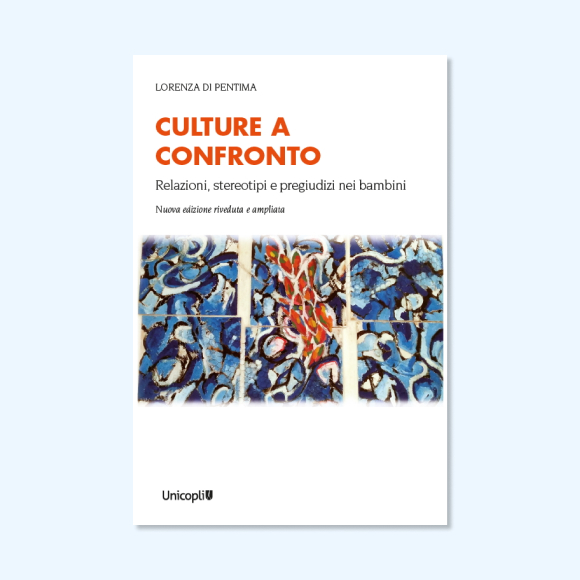 LORENZA DI PENTIMA
CULTURE A
CONFRONTO
Relazioni, stereotipi e pregiudizi nei bambini
Nuova edizione riveduta e ampliata
Unicopli